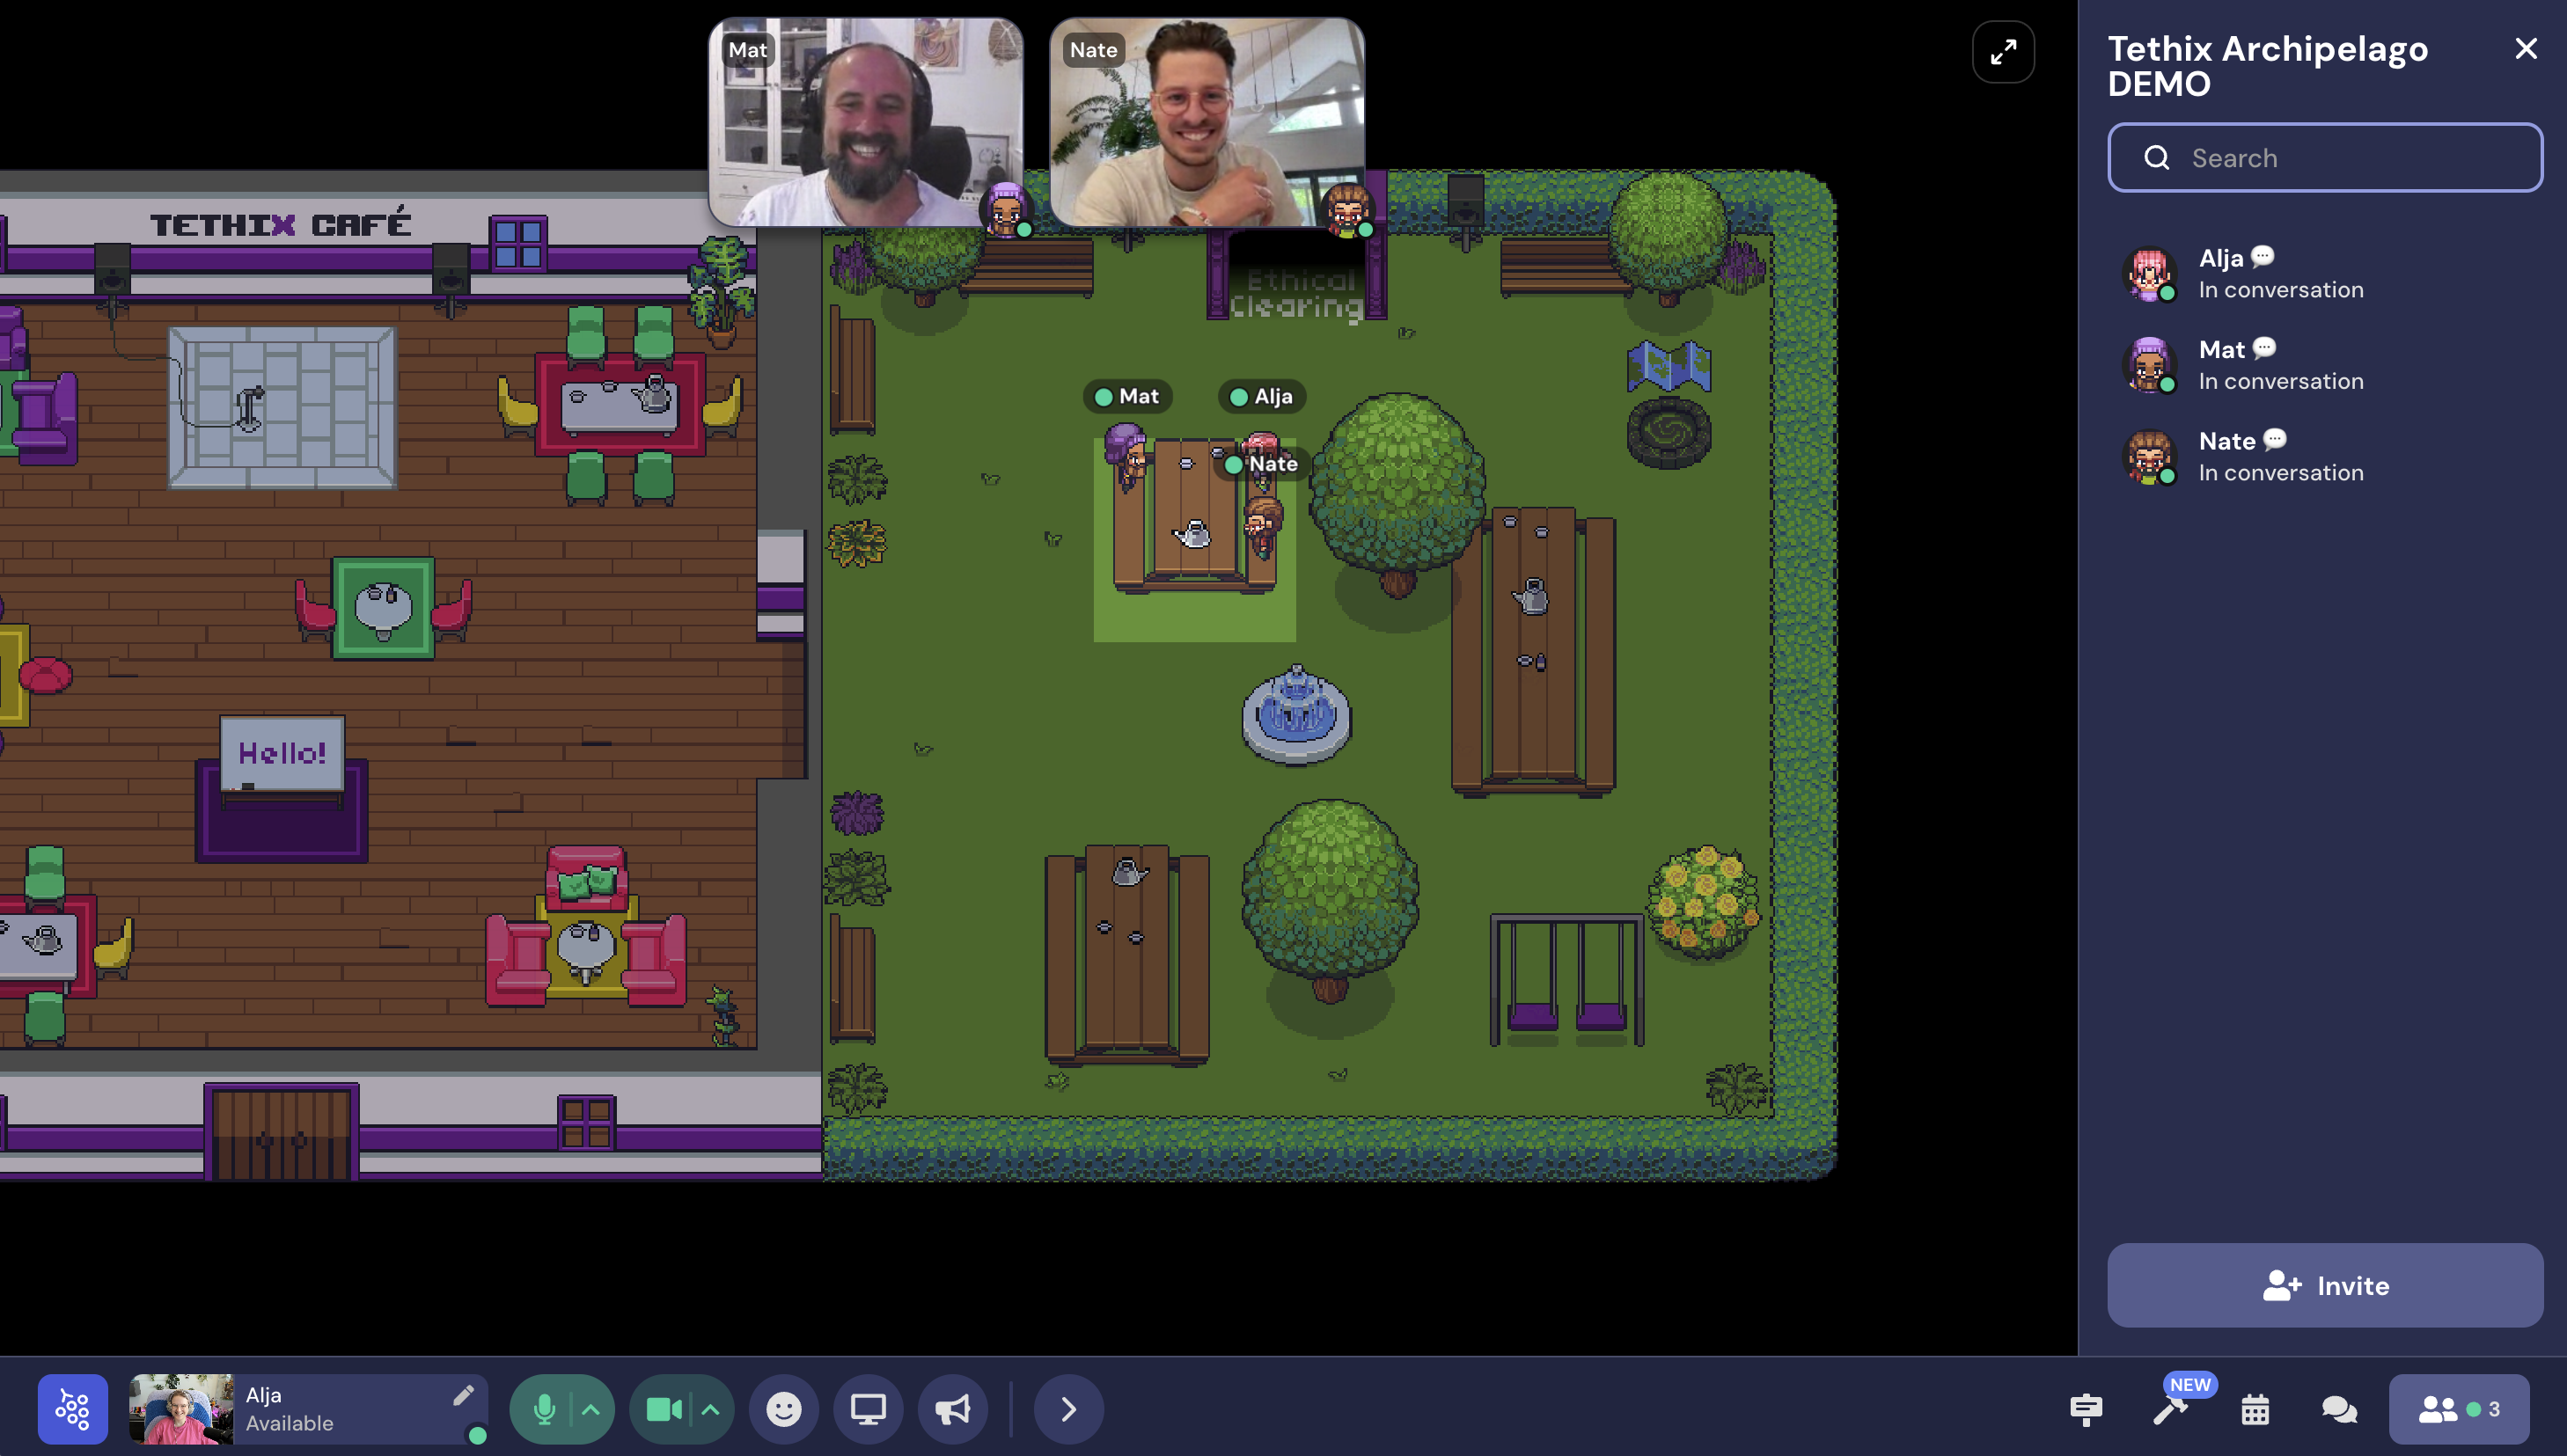 Mat
Nate
TETHIX CAFÉ
Ethical
Clearing
Mat
Alja
Nate
Hello!
Tethix Archipelago
DEMO
Search
Alja
In conversation
Mat
In conversation
Nate
In conversation
Invite
Alja
Available
NEW
3